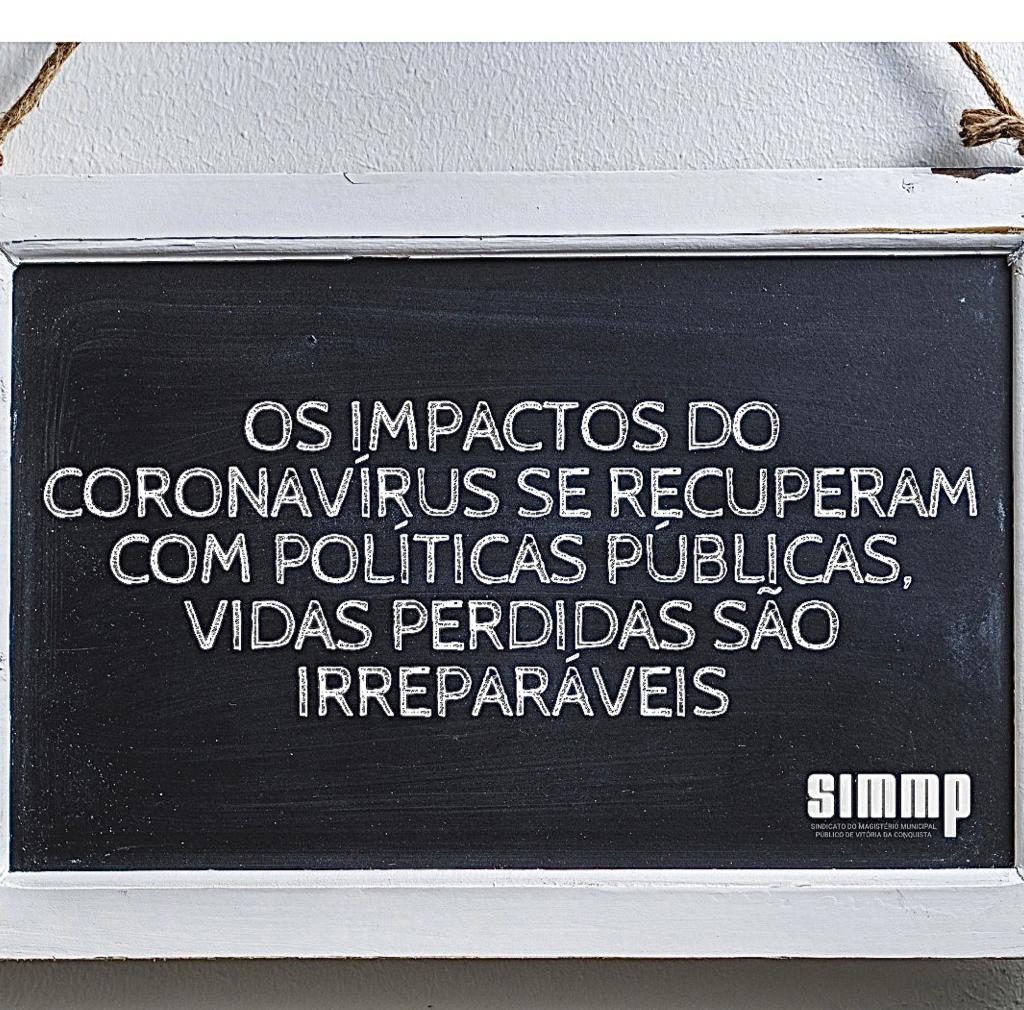 OS IMPACTOS DO
CORONAVÍRUS SE RECUPERAM
COM POLÍTICAS PÚBLICAS,
VIDAS PERDIDAS SÃO
IRREPARÁVEIS
simmp
SINDICATO DO MAGISTÉRIO MUNICIPAL
PÚBLICO DE VITÓRIA DA CONQUISTA